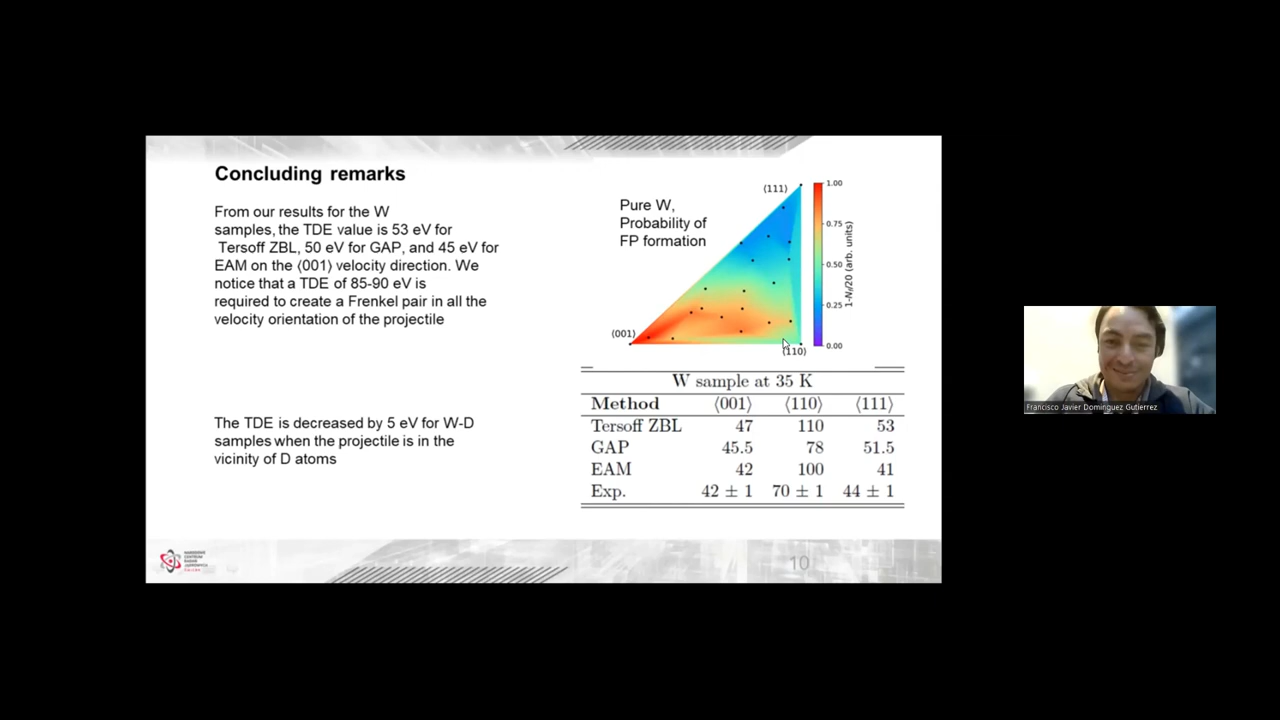 Concluding remarks
From our results for the W
samples, the TDE value is 53 eV for
Tersoff ZBL, 50 eV for GAP, and 45 eV for
EAM on the ⟨001⟩ velocity direction. We
notice that a TDE of 85-90 eV is
required to create a Frenkel pair in all the
velocity orientation of the projectile
The TDE is decreased by 5 eV for W-D
samples when the projectile is in the
vicinity of D atoms
Pure W,
Probability of
FP formation
⟨111⟩
⟨001⟩
⟨110⟩
1.00
0.75
0.50
0.25
0.00
1-Nf/20 (arb. units)
W sample at 35 K
Method ⟨001⟩ ⟨110⟩ ⟨111⟩
Tersoff ZBL 47 110 53
GAP 45.5 78 51.5
EAM 42 100 41
Exp. 42 ± 1 70 ± 1 44 ± 1
10
Francisco Javier Dominguez Gutierrez